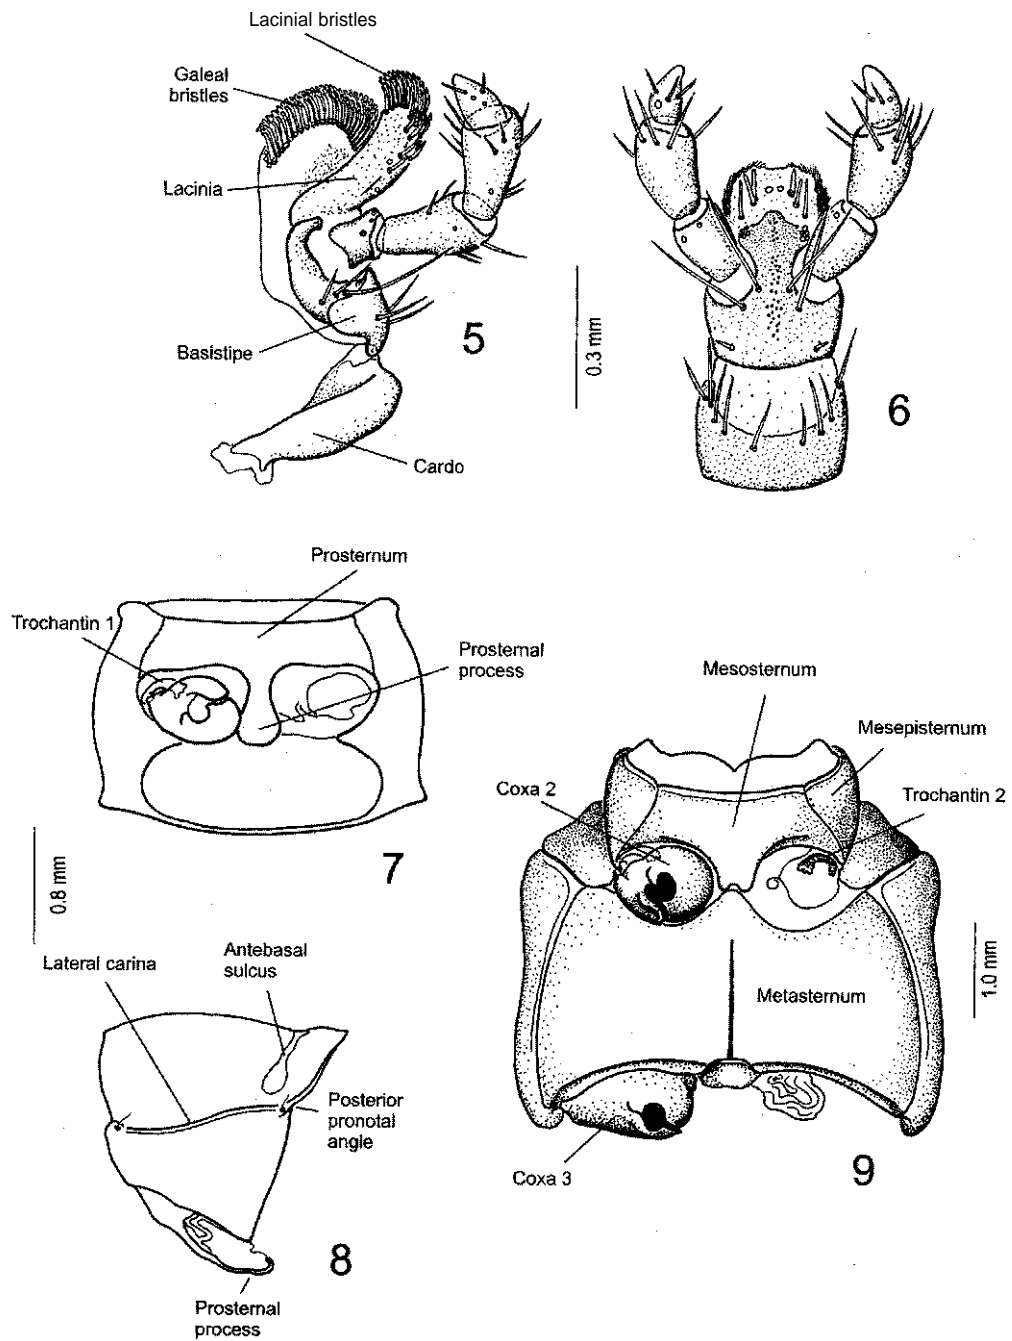 Lacinial bristles
Galeal
bristles
Lacinia
Basistipe
Cardo
5
0.3 mm
6
Prosternum
Trochantin 1
Prosternal
process
7
0.8 mm
Mesosternum
Mesepisternum
Coxa 2
Trochantin 2
Metasternum
1.0 mm
Coxa 3
9
Lateral carina
Antebasal
sulcus
Posterior
pronotal
angle
8
Prosternal
process